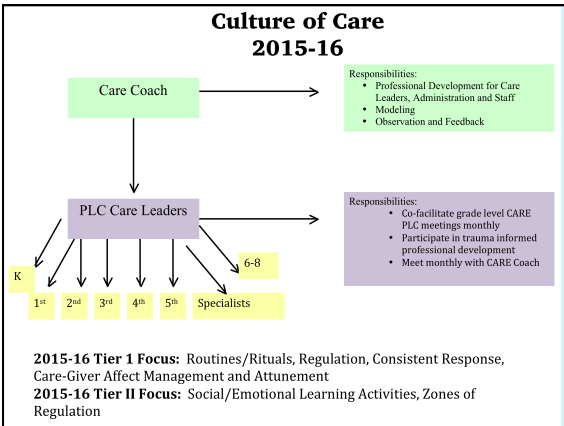 Culture of Care
2015-16
Care Coach
Responsibilities:
• Professional Development for Care
Leaders, Administration and Staff
• Modeling
• Observation and Feedback
PLC Care Leaders
Responsibilities:
• Co-facilitate grade level CARE
PLC meetings monthly
• Participate in trauma informed
professional development
• Meet monthly with CARE Coach
K
1st
2nd
3rd
4th
5th
Specialists
6-8
2015-16 Tier 1 Focus: Routines/Rituals, Regulation, Consistent Response,
Care-Giver Affect Management and Attunement
2015-16 Tier II Focus: Social/Emotional Learning Activities, Zones of
Regulation